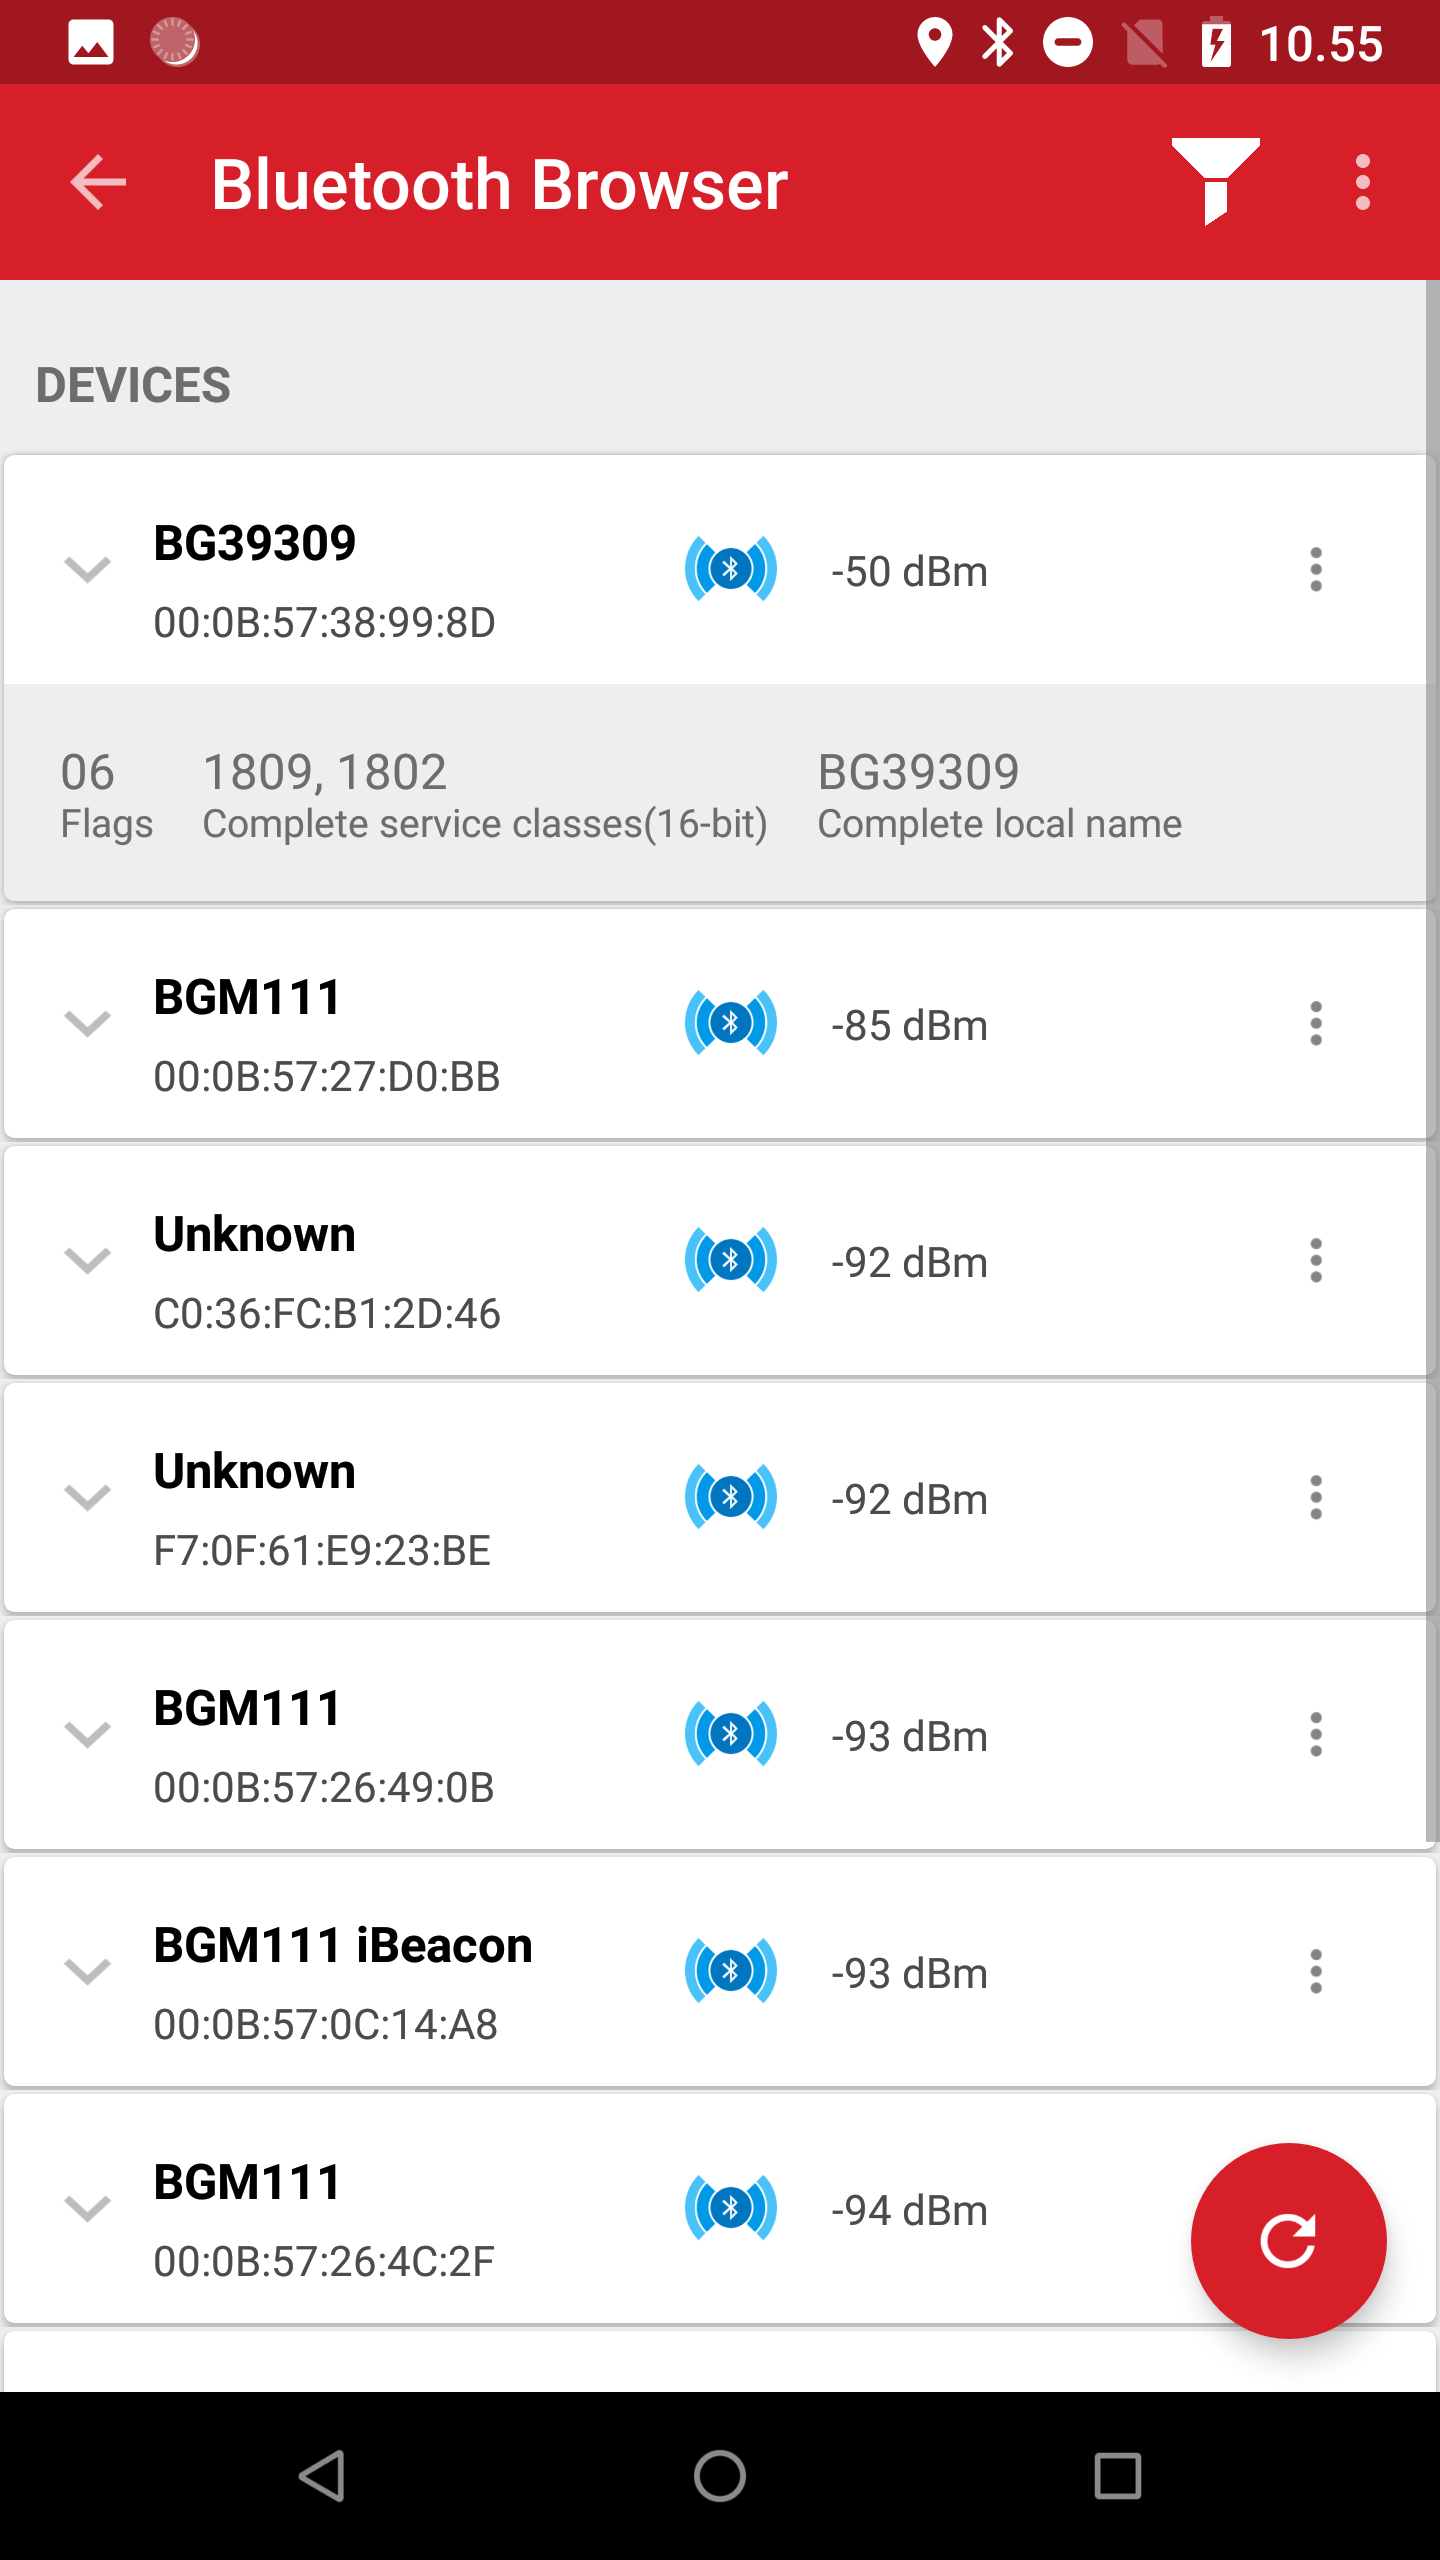 10.55
Bluetooth Browser
DEVICES
BG39309
-50 dBm
00:0B:57:38:99:8D
06 1809, 1802 BG39309
Flags Complete service classes(16-bit) Complete local name
BGM111
-85 dBm
00:0B:57:27:D0:BB
Unknown
-92 dBm
C0:36:FC:B1:2D:46
Unknown
-92 dBm
F7:0F:61:E9:23:BE
BGM111
-93 dBm
00:0B:57:26:49:0B
BGM111 iBeacon
-93 dBm
00:0B:57:0C:14:A8
BGM111
-94 dBm
00:0B:57:26:4C:2F